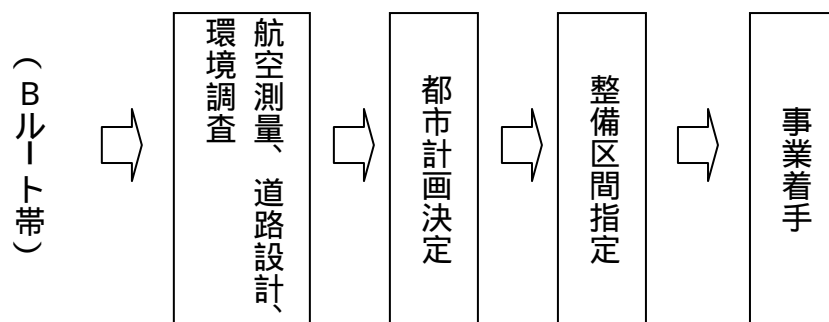 （Ｂルート帯）
航空測量、道路設計、
環境調査
都市計画決定
整備区間指定
事業着手